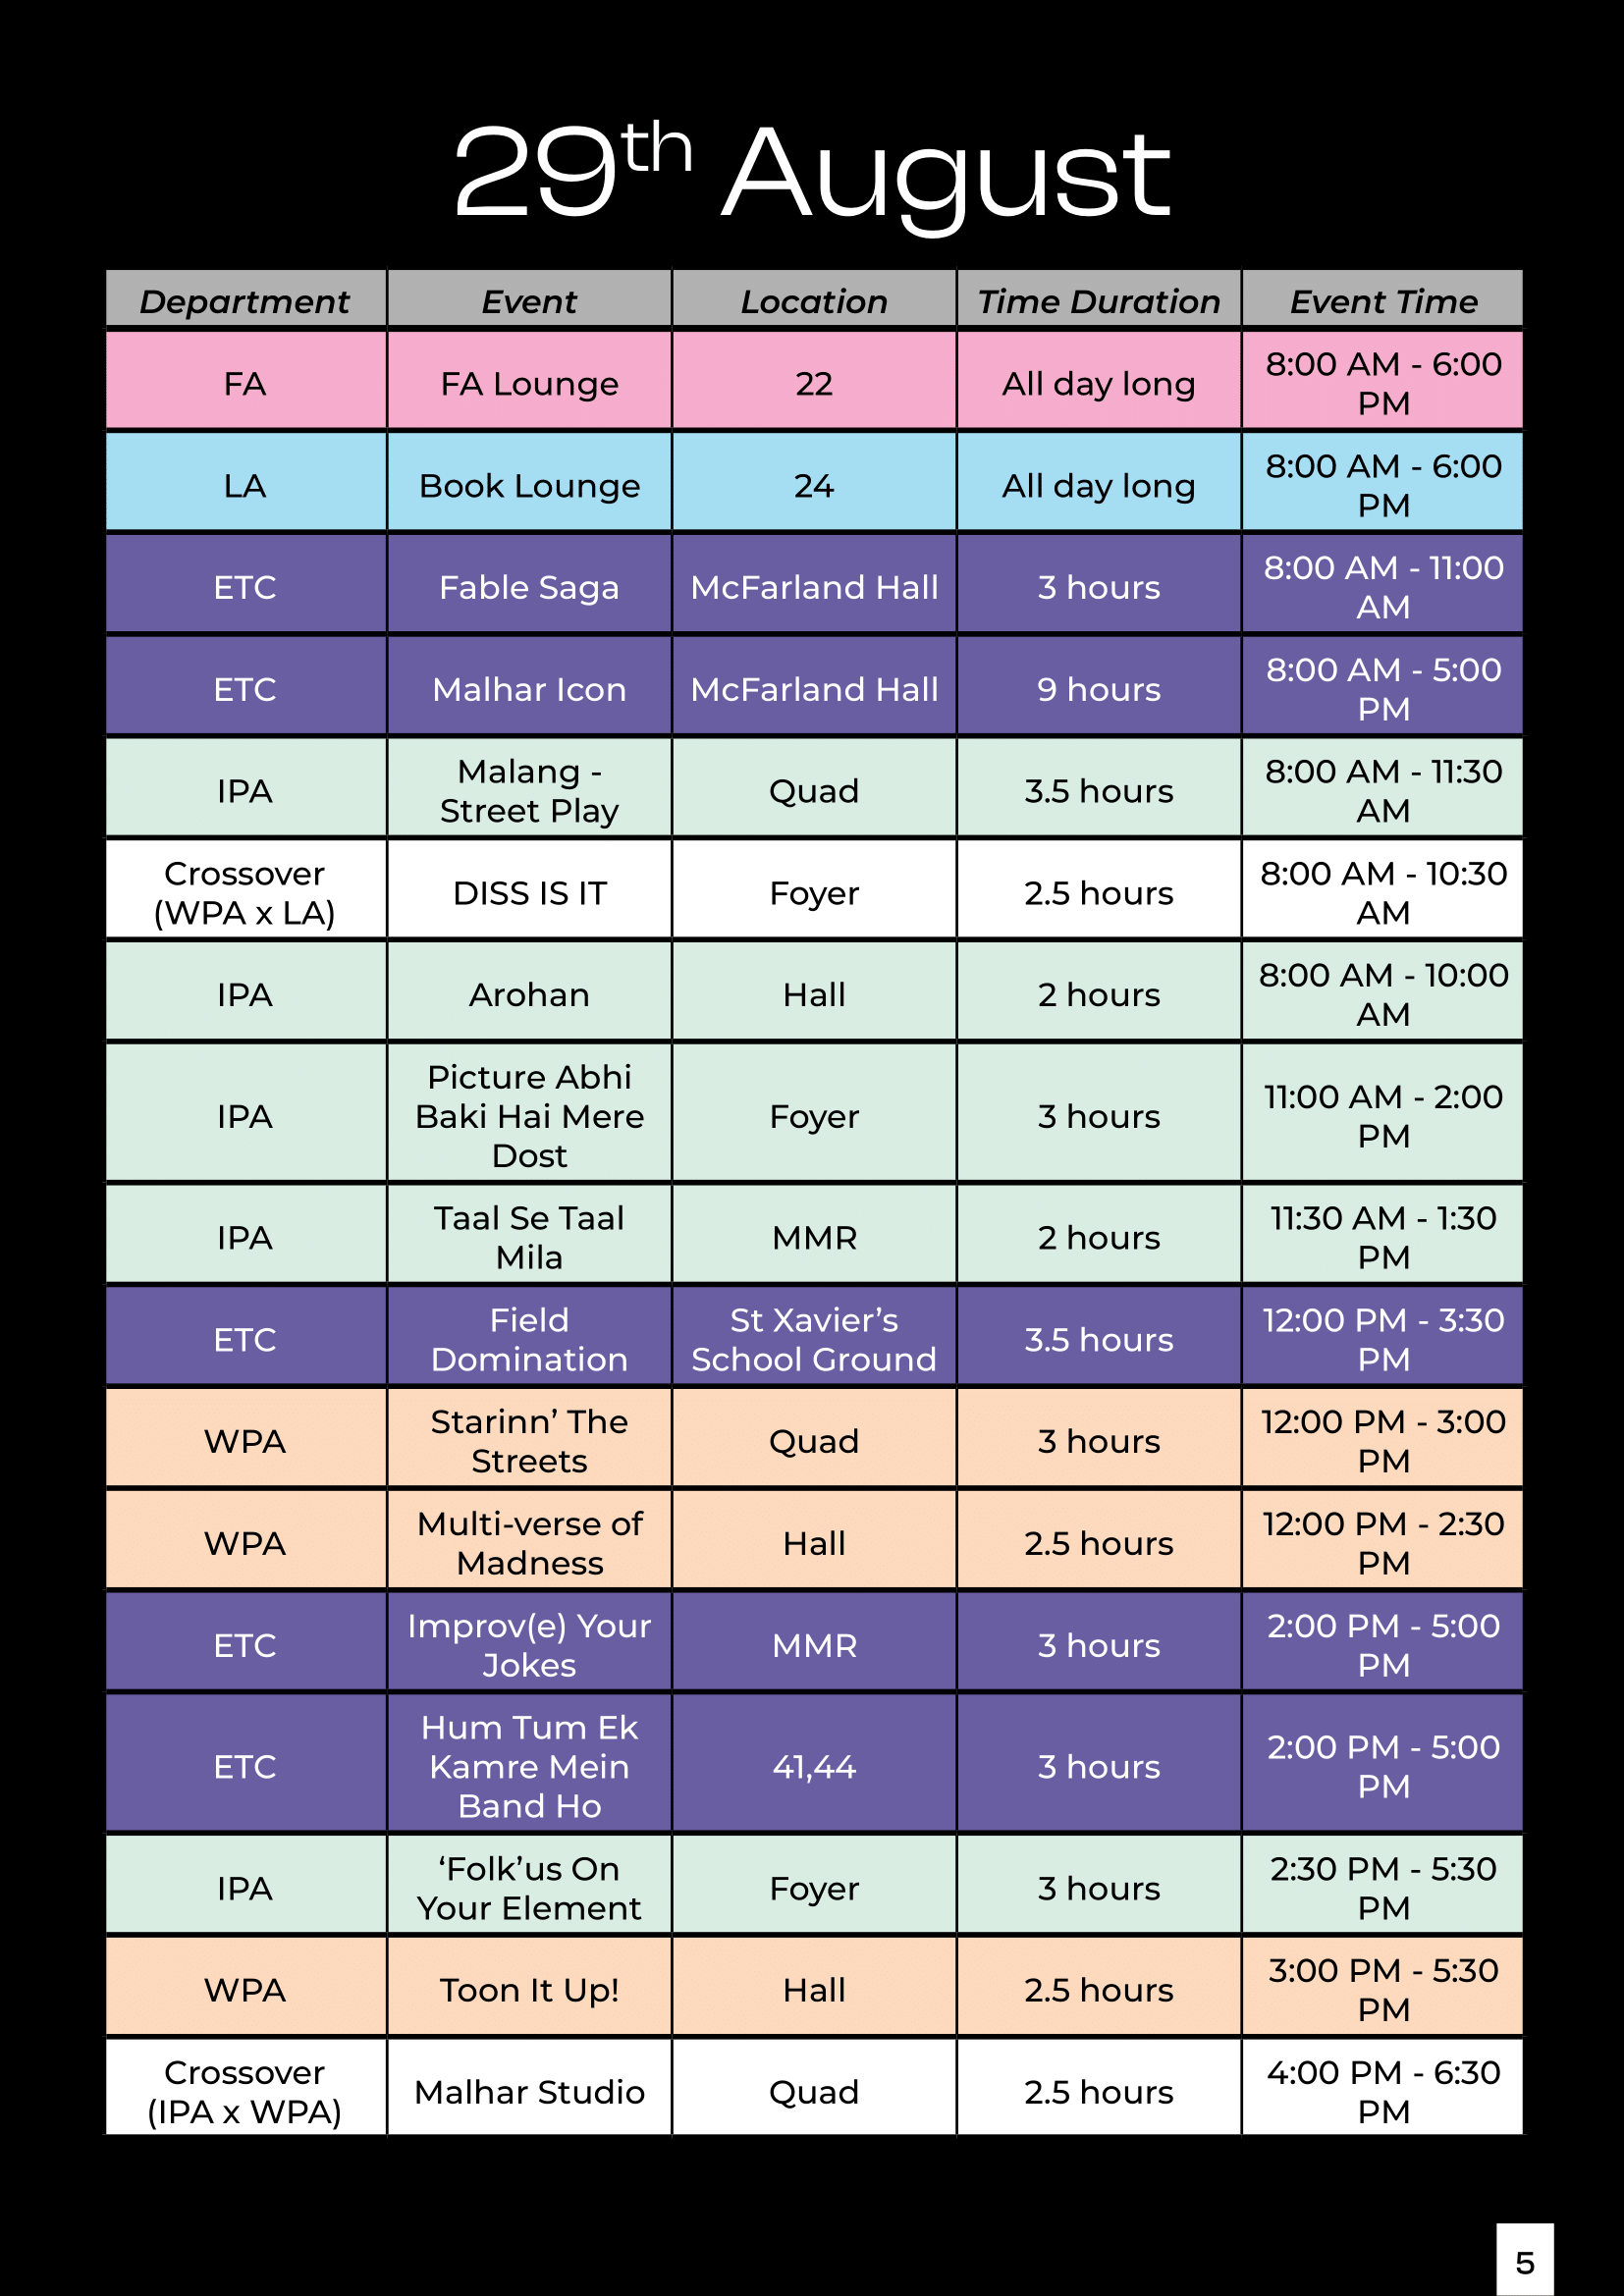 29th August
Department Event Location Time Duration Event Time
FA FA Lounge 22 All day long 8:00 AM - 6:00
PM
LA Book Lounge 24 All day long 8:00 AM - 6:00
PM
ETC Fable Saga McFarland Hall 3 hours 8:00 AM - 11:00
AM
ETC Malhar Icon McFarland Hall 9 hours 8:00 AM - 5:00
PM
IPA Malang -
Street Play Quad 3.5 hours 8:00 AM - 11:30
AM
Crossover
(WPA x LA) DISS IS IT Foyer 2.5 hours 8:00 AM - 10:30
AM
IPA Arohan Hall 2 hours 8:00 AM - 10:00
AM
IPA Picture Abhi
Baki Hai Mere
Dost Foyer 3 hours 11:00 AM - 2:00
PM
IPA Taal Se Taal
Mila MMR 2 hours 11:30 AM - 1:30
PM
ETC Field
Domination St Xavier’s
School Ground 3.5 hours 12:00 PM - 3:30
PM
WPA Starinn’ The
Streets Quad 3 hours 12:00 PM - 3:00
PM
WPA Multi-verse of
Madness Hall 2.5 hours 12:00 PM - 2:30
PM
ETC Improv(e) Your
Jokes MMR 3 hours 2:00 PM - 5:00
PM
ETC Hum Tum Ek
Kamre Mein
Band Ho 41,44 3 hours 2:00 PM - 5:00
PM
IPA ‘Folk’us On
Your Element Foyer 3 hours 2:30 PM - 5:30
PM
WPA Toon It Up! Hall 2.5 hours 3:00 PM - 5:30
PM
Crossover
(IPA x WPA) Malhar Studio Quad 2.5 hours 4:00 PM - 6:30
PM
5